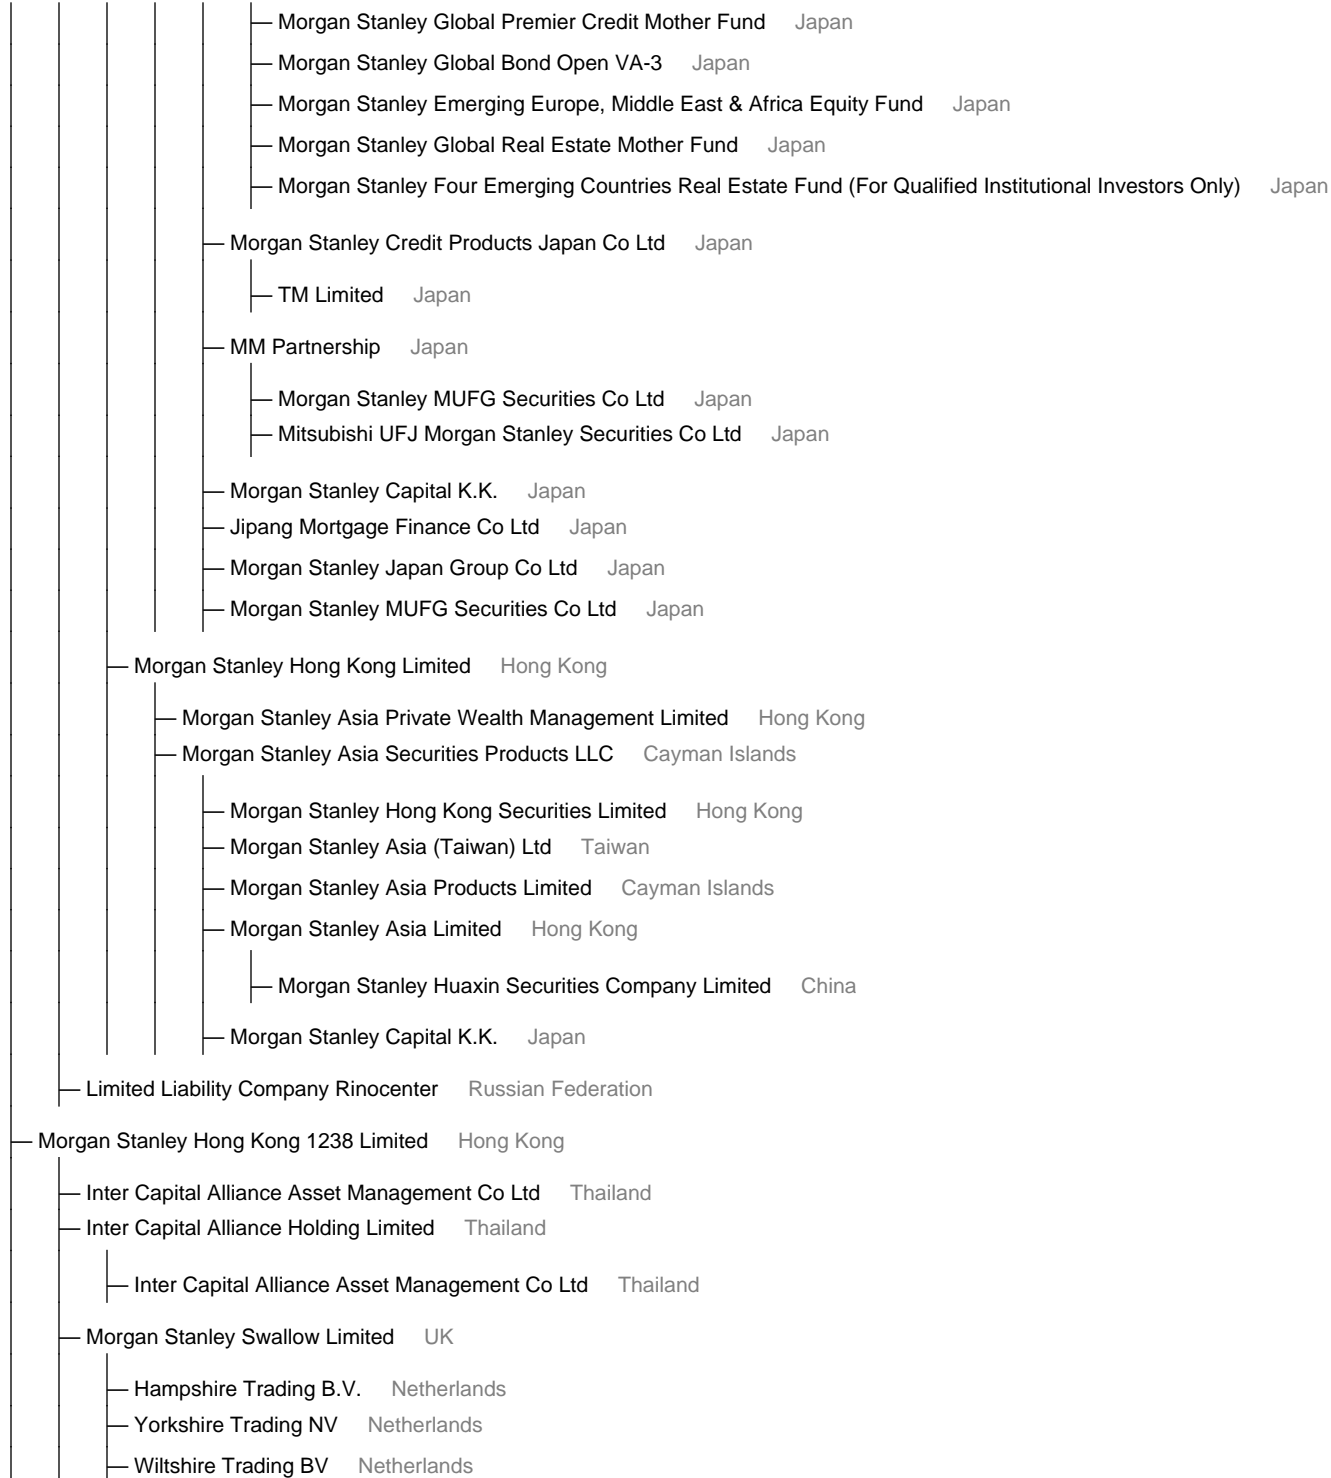 Morgan Stanley Global Premier Credit Mother Fund Japan
Morgan Stanley Global Bond Open VA-3 Japan
Morgan Stanley Emerging Europe, Middle East & Africa Equity Fund Japan
Morgan Stanley Global Real Estate Mother Fund Japan
Morgan Stanley Four Emerging Countries Real Estate Fund (For Qualified Institutional Investors Only) Japan
Morgan Stanley Credit Products Japan Co Ltd Japan
TM Limited Japan
MM Partnership Japan
Morgan Stanley MUFG Securities Co Ltd Japan
Mitsubishi UFJ Morgan Stanley Securities Co Ltd Japan
Morgan Stanley Capital K.K. Japan
Jipang Mortgage Finance Co Ltd Japan
Morgan Stanley Japan Group Co Ltd Japan
Morgan Stanley MUFG Securities Co Ltd Japan
Morgan Stanley Hong Kong Limited Hong Kong
Morgan Stanley Asia Private Wealth Management Limited Hong Kong
Morgan Stanley Asia Securities Products LLC Cayman Islands
Morgan Stanley Hong Kong Securities Limited Hong Kong
Morgan Stanley Asia (Taiwan) Ltd Taiwan
Morgan Stanley Asia Products Limited Cayman Islands
Morgan Stanley Asia Limited Hong Kong
Morgan Stanley Huaxin Securities Company Limited China
Morgan Stanley Capital K.K. Japan
Limited Liability Company Rinocenter Russian Federation
Morgan Stanley Hong Kong 1238 Limited Hong Kong
Inter Capital Alliance Asset Management Co Ltd Thailand
Inter Capital Alliance Holding Limited Thailand
Inter Capital Alliance Asset Management Co Ltd Thailand
Morgan Stanley Swallow Limited UK
Hampshire Trading B.V. Netherlands
Yorkshire Trading NV Netherlands
Wiltshire Trading BV Netherlands